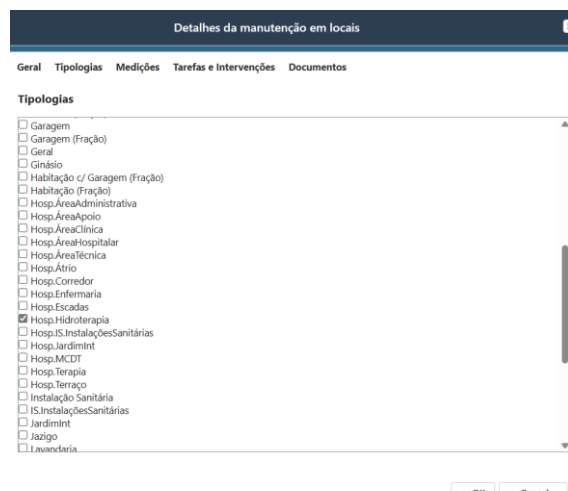 Detalhes da manutenção em locais
Geral Tipologias Medições Tarefas e Intervenções Documentos
Tipologias
Garagem
Garagem (Fração)
Geral
Ginásio
Habitação c/ Garagem (Fração)
Habitação (Fração)
Hosp.ÁreaAdministrativa
Hosp.ÁreaApoio
Hosp.ÁreaClínica
Hosp.ÁreaHospitalar
Hosp.ÁreaTécnica
Hosp.Átrio
Hosp.Corredor
Hosp.Enfermaria
Hosp.Escadas
Hosp.Hidroterapia
Hosp.IS.InstalaçõesSanitárias
Hosp.JardimInt
Hosp.MCDT
Hosp.Terapia
Hosp.Terraço
Instalação Sanitária
IS.InstalaçõesSanitárias
JardimInt
Jazigo
Lavandaria